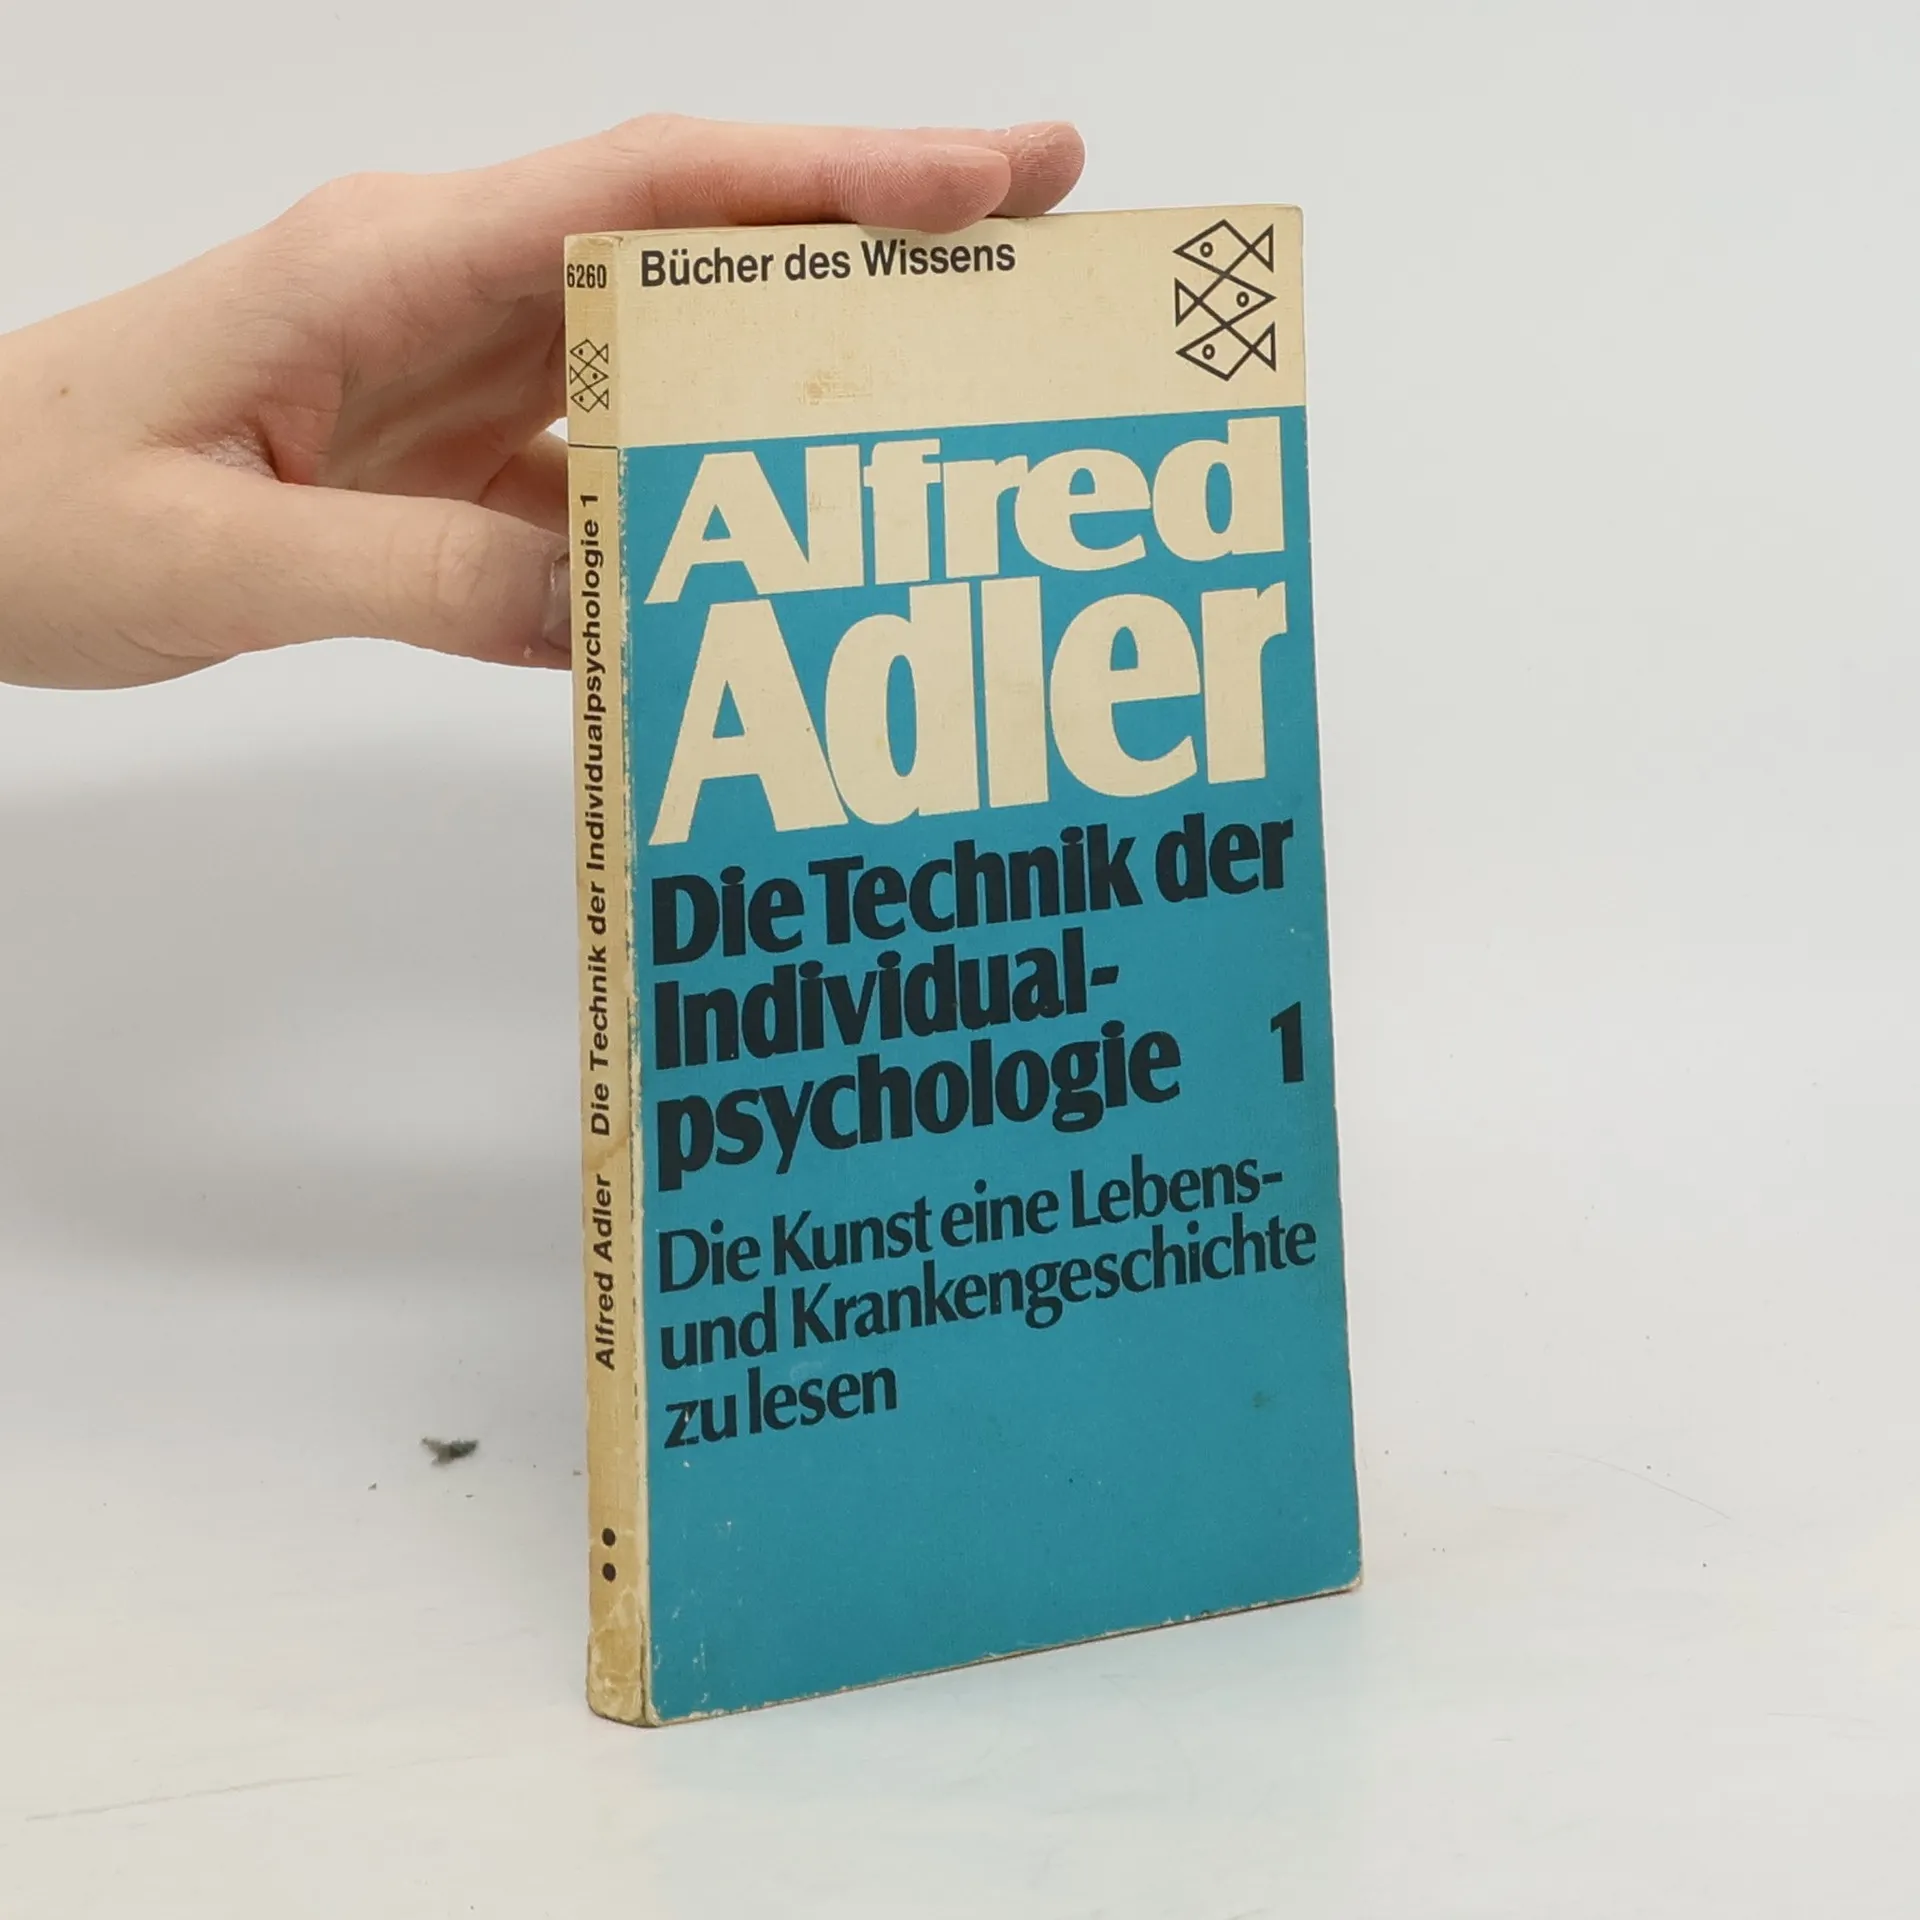 6260
Alfred Adler Die Technik der Individualpsychologie 1
Bücher des Wissens
Alfred
Adler
Die Technik der
Individual-
psychologie 1
Die Kunst eine Lebens-
und Krankengeschichte
zu lesen